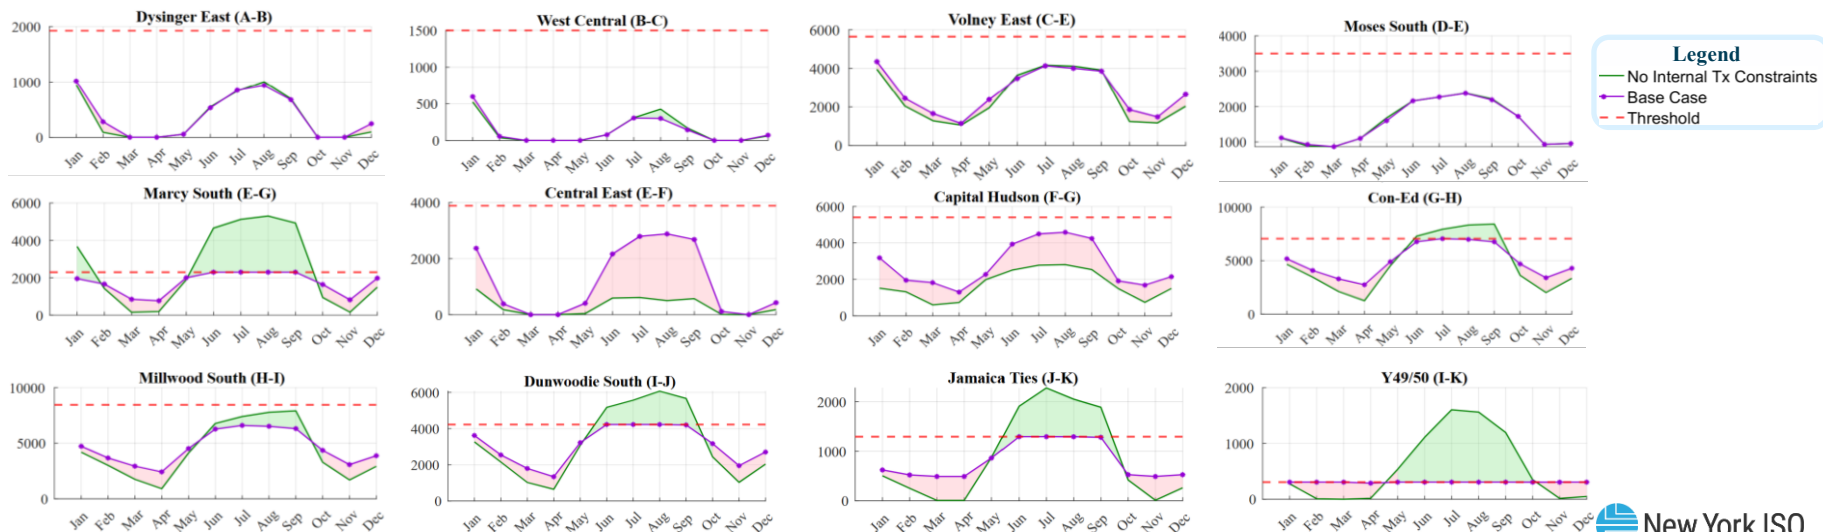 Dysinger East (A-B)
2000
1000
0
Jan Feb Mar Apr May Jun Jul Aug Sep Oct Nov Dec
West Central (B-C)
1500
1000
500
0
Jan Feb Mar Apr May Jun Jul Aug Sep Oct Nov Dec
Volney East (C-E)
6000
4000
2000
0
Jan Feb Mar Apr May Jun Jul Aug Sep Oct Nov Dec
Moses South (D-E)
4000
3000
2000
1000
Jan Feb Mar Apr May Jun Jul Aug Sep Oct Nov Dec
Legend
No Internal Tx Constraints
Base Case
Threshold
Marcy South (E-G)
6000
4000
2000
0
Jan Feb Mar Apr May Jun Jul Aug Sep Oct Nov Dec
Central East (E-F)
4000
2000
0
Jan Feb Mar Apr May Jun Jul Aug Sep Oct Nov Dec
Capital Hudson (F-G)
6000
4000
2000
0
Jan Feb Mar Apr May Jun Jul Aug Sep Oct Nov Dec
Con-Ed (G-H)
10000
5000
0
Jan Feb Mar Apr May Jun Jul Aug Sep Oct Nov Dec
Millwood South (H-I)
10000
5000
0
Jan Feb Mar Apr May Jun Jul Aug Sep Oct Nov Dec
Dunwoodie South (I-J)
6000
4000
2000
0
Jan Feb Mar Apr May Jun Jul Aug Sep Oct Nov Dec
Jamaica Ties (J-K)
2000
1000
0
Jan Feb Mar Apr May Jun Jul Aug Sep Oct Nov Dec
Y49/50 (I-K)
2000
1000
0
Jan Feb Mar Apr May Jun Jul Aug Sep Oct Nov Dec
New York ISO